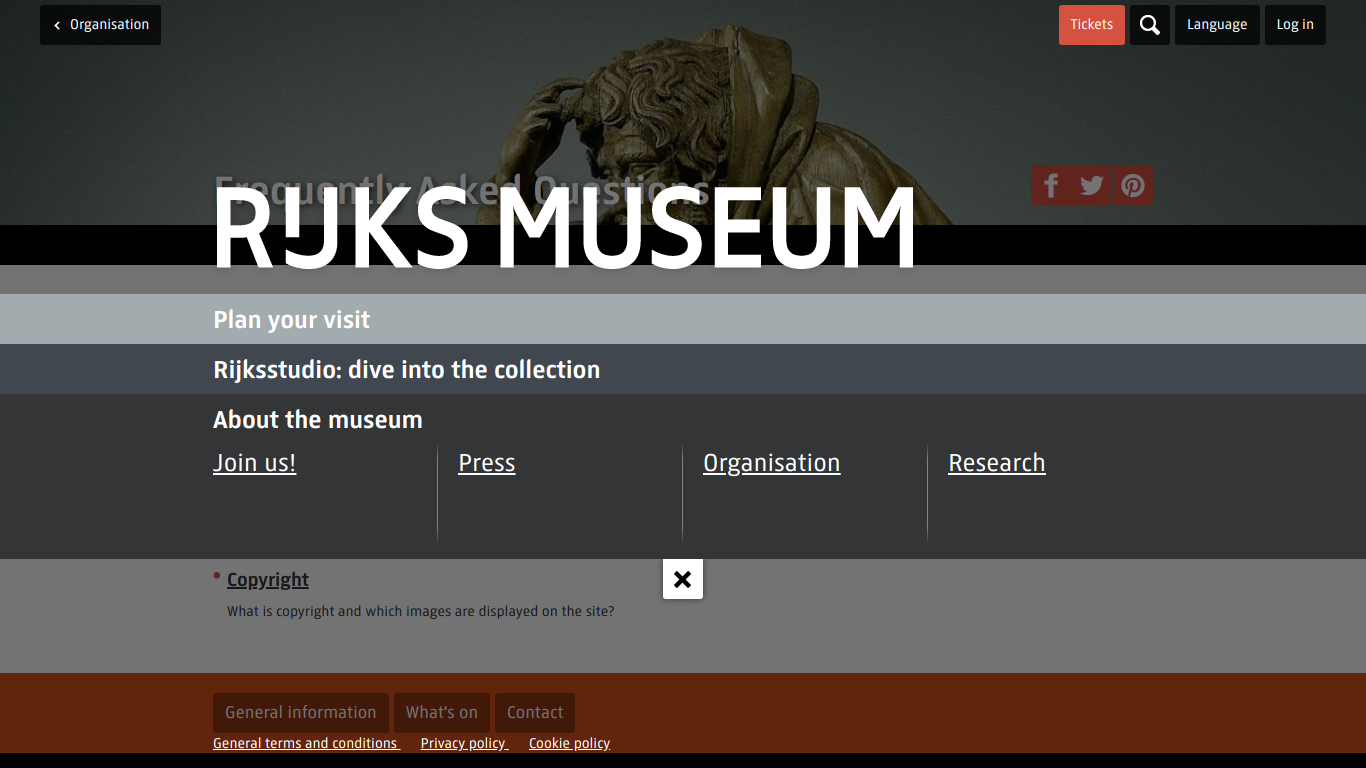 Organisation
Tickets
Language
Log in
Frequently Asked Questions
RIJKS MUSEUM
Plan your visit
Rijksstudio: dive into the collection
About the museum
Join us!
Press
Organisation
Research
Copyright
What is copyright and which images are displayed on the site?
General information
What's on
Contact
General terms and conditions
Privacy policy
Cookie policy